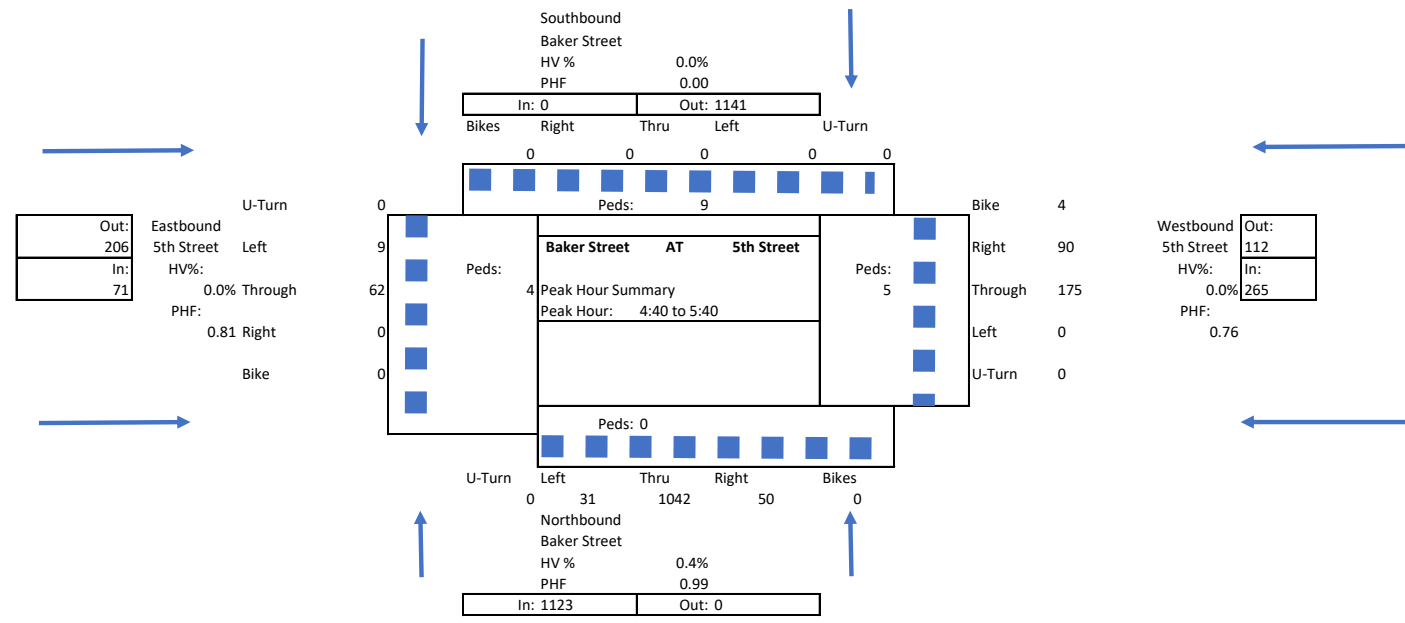 Southbound
Baker Street
HV % 0.0%
PHF 0.00
In: 0 Out: 1141
Bikes Right Thru Left U-Turn
0 0 0 0 0
Peds: 9
U-Turn 0
Out: Eastbound
206 5th Street Left 9
In: HV%:
71 0.0% Through 62
PHF:
0.81 Right 0
Bike 0
Peds:
4
Baker Street AT 5th Street
Peak Hour Summary
Peak Hour: 4:40 to 5:40
Peds:
5
Bike 4
Right 90 Westbound Out:
5th Street 112
HV%: In:
Through 175 0.0% 265
PHF:
Left 0 0.76
U-Turn 0
Peds: 0
U-Turn Left Thru Right Bikes
0 31 1042 50 0
Northbound
Baker Street
HV % 0.4%
PHF 0.99
In: 1123 Out: 0